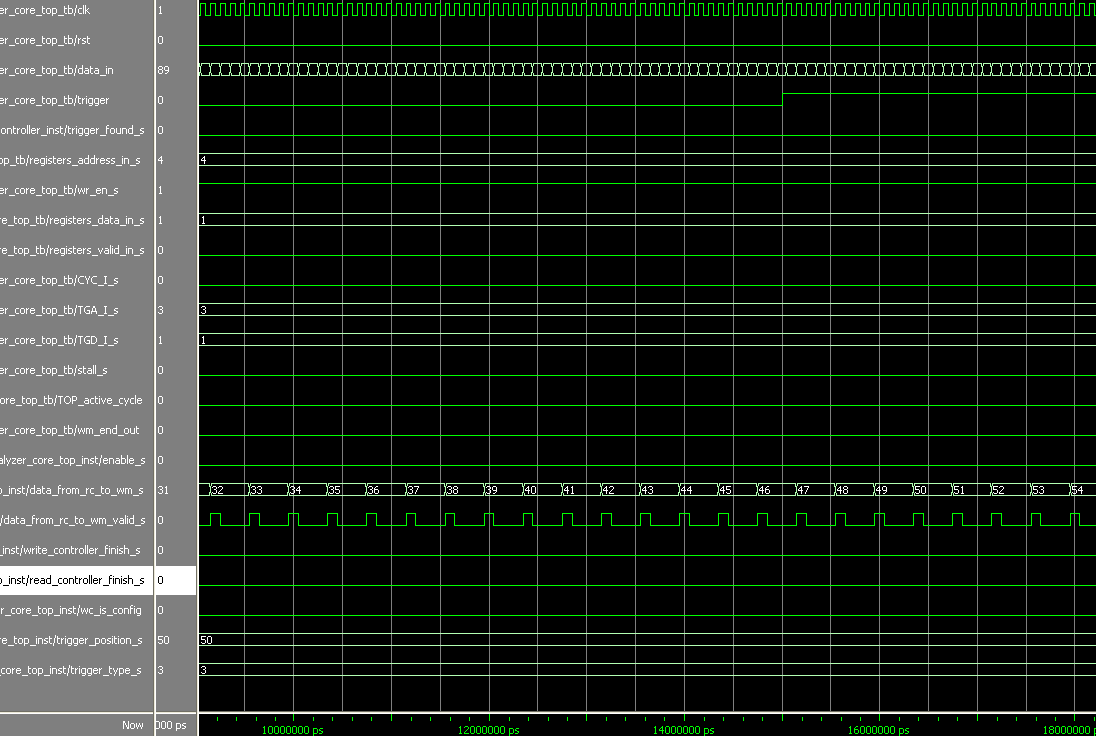 er_core_top_tb/clk 1
er_core_top_tb/rst 0
er_core_top_tb/data_in 89
er_core_top_tb/trigger 0
ontroller_inst/trigger_found_s 0
op_tb/registers_address_in_s 4 4
er_core_top_tb/wr_en_s 1
re_top_tb/registers_data_in_s 1 1
re_top_tb/registers_valid_in_s 0
er_core_top_tb/CYC_I_s 0
er_core_top_tb/TGA_I_s 3 3
er_core_top_tb/TGD_I_s 1 1
er_core_top_tb/stall_s 0
ore_top_tb/TOP_active_cycle 0
er_core_top_tb/wm_end_out 0
alyzer_core_top_inst/enable_s 0
p_inst/data_from_rc_to_wm_s 31 32 33 34 35 36 37 38 39 40 41 42 43 44 45 46 47 48 49 50 51 52 53 54
/data_from_rc_to_wm_valid_s 0
_inst/write_controller_finish_s 0
p_inst/read_controller_finish_s 0
r_core_top_inst/wc_is_config 0
re_top_inst/trigger_position_s 50 50
_core_top_inst/trigger_type_s 3 3
Now 000 ps 10000000 ps 12000000 ps 14000000 ps 16000000 ps 18000000 p